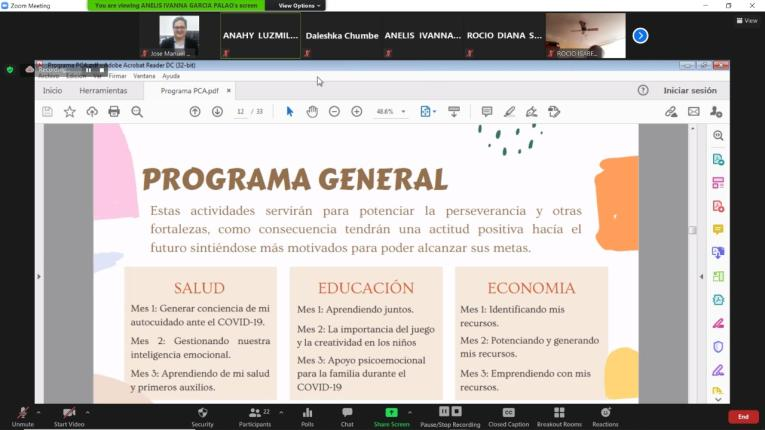 Zoom Meeting
You are viewing ANELIS IVANNA GARCIA PALAO's screen
View Options
View
Jose Manuel ...
ANAHY LUZMIL...
Daleshka Chumbe
ANELIS IVANNA...
ROCIO DIANA S...
ROCIO ISABE...
Recording...
Programa PCA.pdf - Adobe Acrobat Reader DC (32-bit)
Archivo Edición Ver Firmar Ventana Ayuda
Inicio Herramientas Programa PCA.pdf × Iniciar sesión
12 / 33 48.6%
PROGRAMA GENERAL
Estas actividades servirán para potenciar la perseverancia y otras
fortalezas, como consecuencia tendrán una actitud positiva hacía el
futuro sintiéndose más motivados para poder alcanzar sus metas.
SALUD
Mes 1: Generar conciencia de mi
autocuidado ante el COVID-19.
Mes 2: Gestionando nuestra
inteligencia emocional.
Mes 3: Aprendiendo de mi salud
y primeros auxilios.
EDUCACIÓN
Mes 1: Aprendiendo juntos.
Mes 2: La importancia del juego
y la creatividad en los niños
Mes 3: Apoyo psicoemocional
para la familia durante el
COVID-19
ECONOMIA
Mes 1: Identificando mis
recursos.
Mes 2: Potenciando y generando
mis recursos.
Mes 3: Emprendiendo con mis
recursos.
Unmute
Start Video
Security
22
Participants
Polls
Chat
Share Screen
Pause/Stop Recording
CC
Closed Caption
Breakout Rooms
Reactions
End